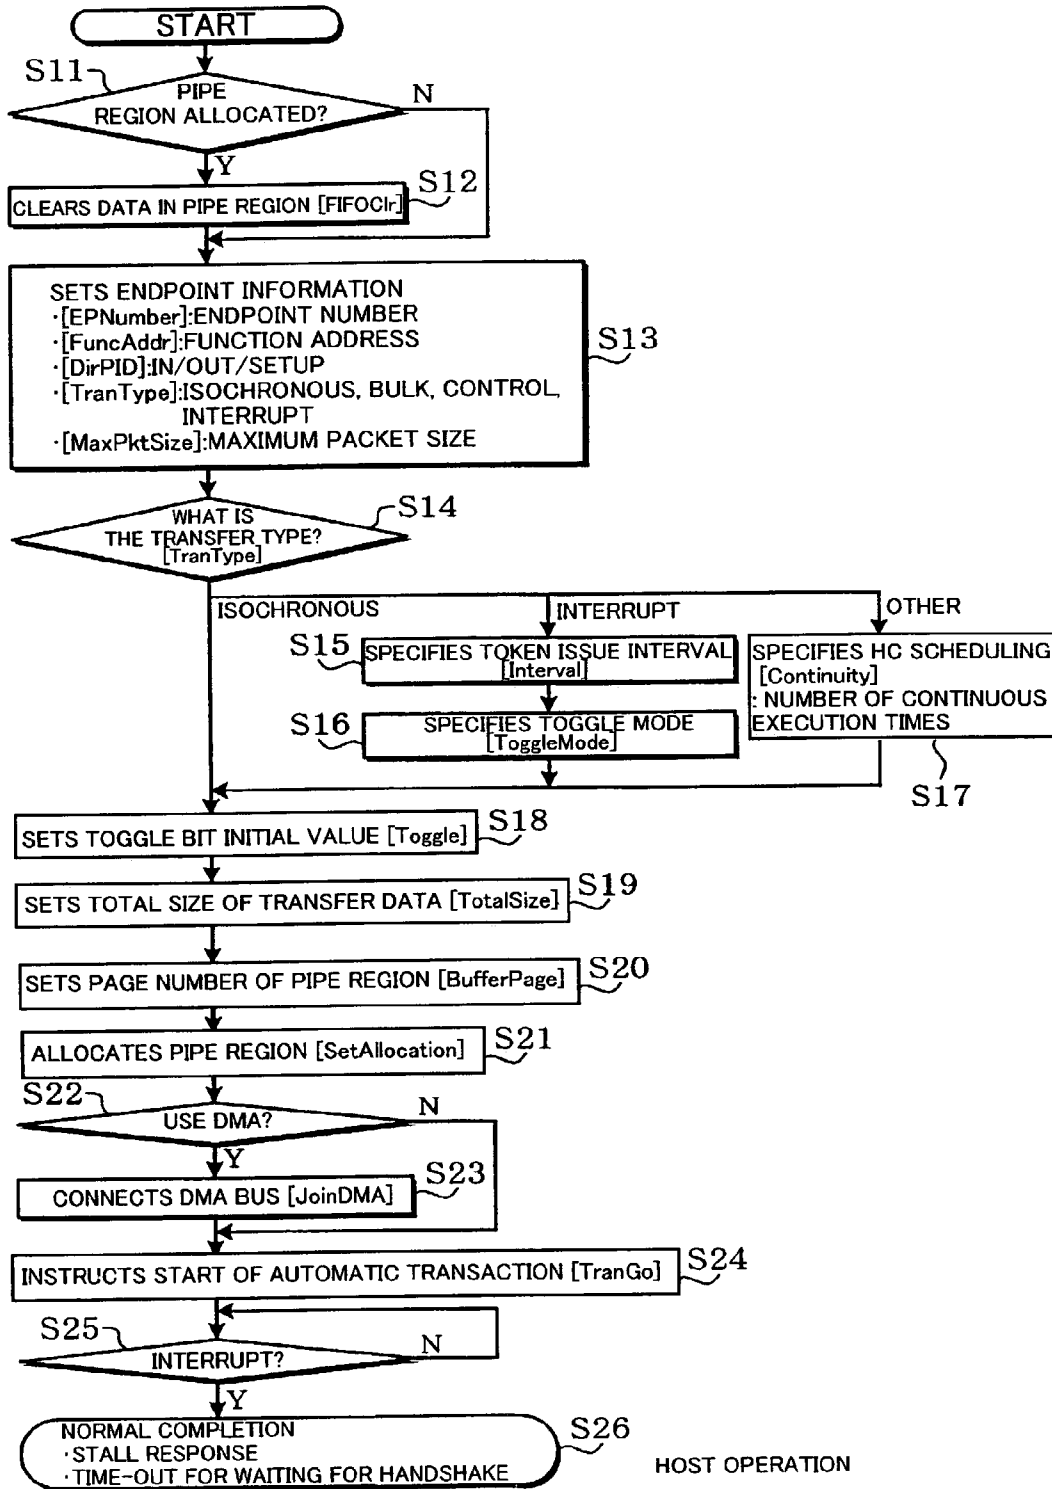 START
S11
PIPE
REGION ALLOCATED?
N
Y
S12
CLEARS DATA IN PIPE REGION [FIFOClr]
SETS ENDPOINT INFORMATION
·[EPNumber]:ENDPOINT NUMBER
·[FuncAddr]:FUNCTION ADDRESS
·[DirPID]:IN/OUT/SETUP
·[TranType]:ISOCHRONOUS, BULK, CONTROL,
INTERRUPT
·[MaxPktSize]:MAXIMUM PACKET SIZE
S13
S14
WHAT IS
THE TRANSFER TYPE?
[TranType]
ISOCHRONOUS
INTERRUPT
OTHER
S15
SPECIFIES TOKEN ISSUE INTERVAL
[Interval]
S16
SPECIFIES TOGGLE MODE
[ToggleMode]
SPECIFIES HC SCHEDULING
[Continuity]
: NUMBER OF CONTINUOUS
EXECUTION TIMES
S17
SETS TOGGLE BIT INITIAL VALUE [Toggle]
S18
SETS TOTAL SIZE OF TRANSFER DATA [TotalSize]
S19
SETS PAGE NUMBER OF PIPE REGION [BufferPage]
S20
ALLOCATES PIPE REGION [SetAllocation]
S21
S22
USE DMA?
N
Y
CONNECTS DMA BUS [JoinDMA]
S23
INSTRUCTS START OF AUTOMATIC TRANSACTION [TranGo]
S24
S25
INTERRUPT?
N
Y
NORMAL COMPLETION
·STALL RESPONSE
·TIME-OUT FOR WAITING FOR HANDSHAKE
S26
HOST OPERATION